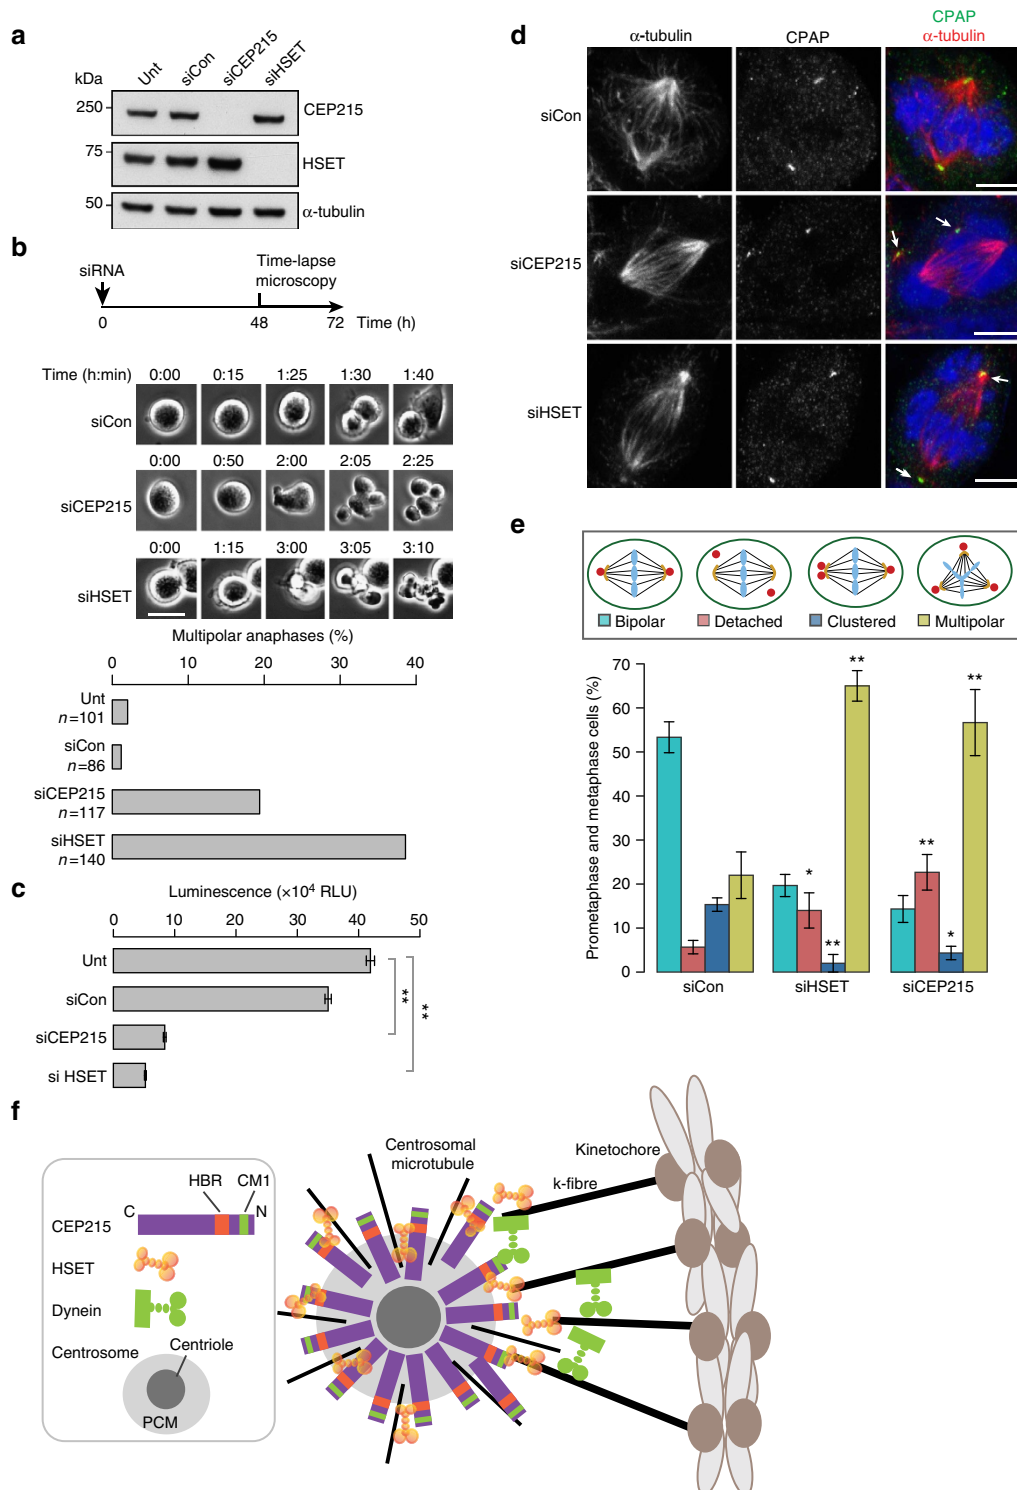 a
Unt siCon siCEP215 siHSET
kDa
250 CEP215
75 HSET
50 α-tubulin
b
siRNA Time-lapse microscopy
0 48 72 Time (h)
Time (h:min) 0:00 0:15 1:25 1:30 1:40
siCon
0:00 0:50 2:00 2:05 2:25
siCEP215
0:00 1:15 3:00 3:05 3:10
siHSET
Multipolar anaphases (%)
0 10 20 30 40
Unt
n=101
siCon
n=86
siCEP215
n=117
siHSET
n=140
c
Luminescence (×10⁴ RLU)
0 10 20 30 40 50
Unt
siCon
siCEP215
si HSET
** **
d
α-tubulin CPAP CPAP
α-tubulin
siCon
siCEP215
siHSET
e
Bipolar Detached Clustered Multipolar
Prometaphase and metaphase cells (%)
70
60
50
40
30
20
10
0
* ** ** ** * **
siCon siHSET siCEP215
f
HBR CM1
C N
CEP215
HSET
Dynein
Centriole
Centrosome
PCM
Centrosomal
microtubule
Kinetochore
k-fibre